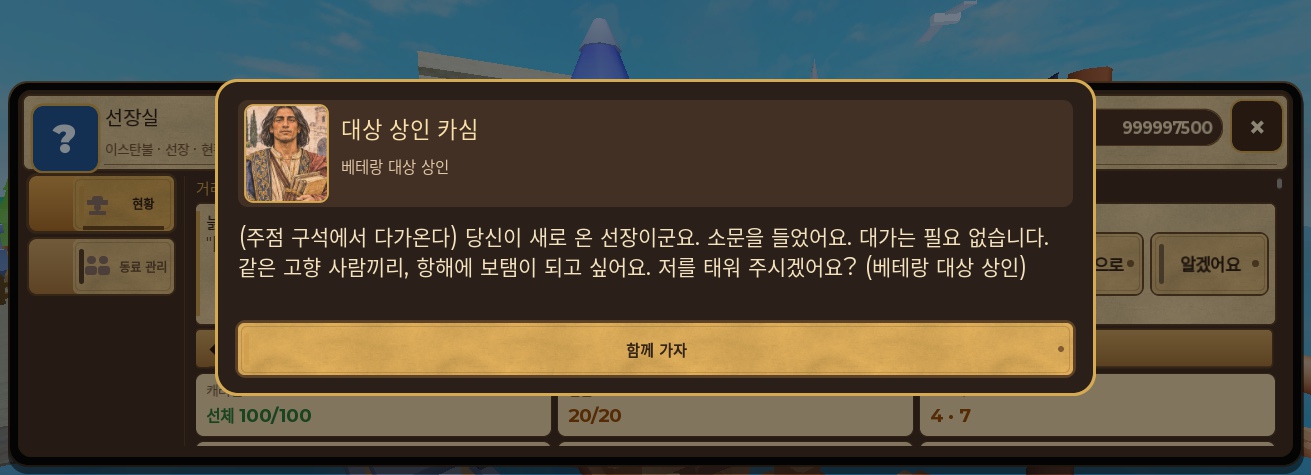 ?
선장실
이스탄불 · 선장 · 현
999997500
×
현황
동료 관리
대상 상인 카심
베테랑 대상 상인
(주점 구석에서 다가온다) 당신이 새로 온 선장이군요. 소문을 들었어요. 대가는 필요 없습니다.
같은 고향 사람끼리, 항해에 보탬이 되고 싶어요. 저를 태워 주시겠어요? (베테랑 대상 상인)
함께 가자
으로
알겠어요
선체 100/100
20/20
4 · 7